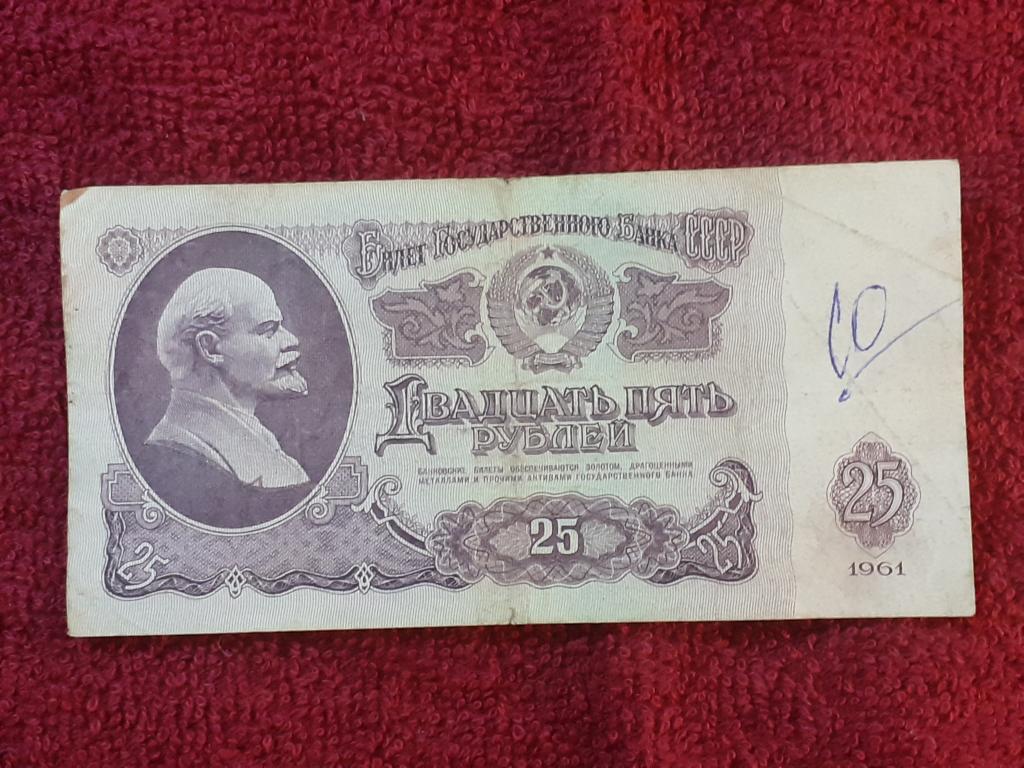 Билет Государственного Банка СССР
Двадцать пять
рублей
Банковские билеты обеспечиваются золотом, драгоценными
металлами и прочими активами Государственного Банка
25
25
25
25
1961